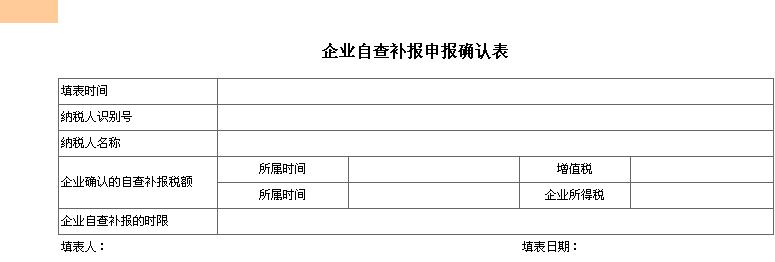 企业自查补报申报确认表
填表时间
纳税人识别号
纳税人名称
企业确认的自查补报税额
所属时间 增值税
所属时间 企业所得税
企业自查补报的时限
填表人： 填表日期：